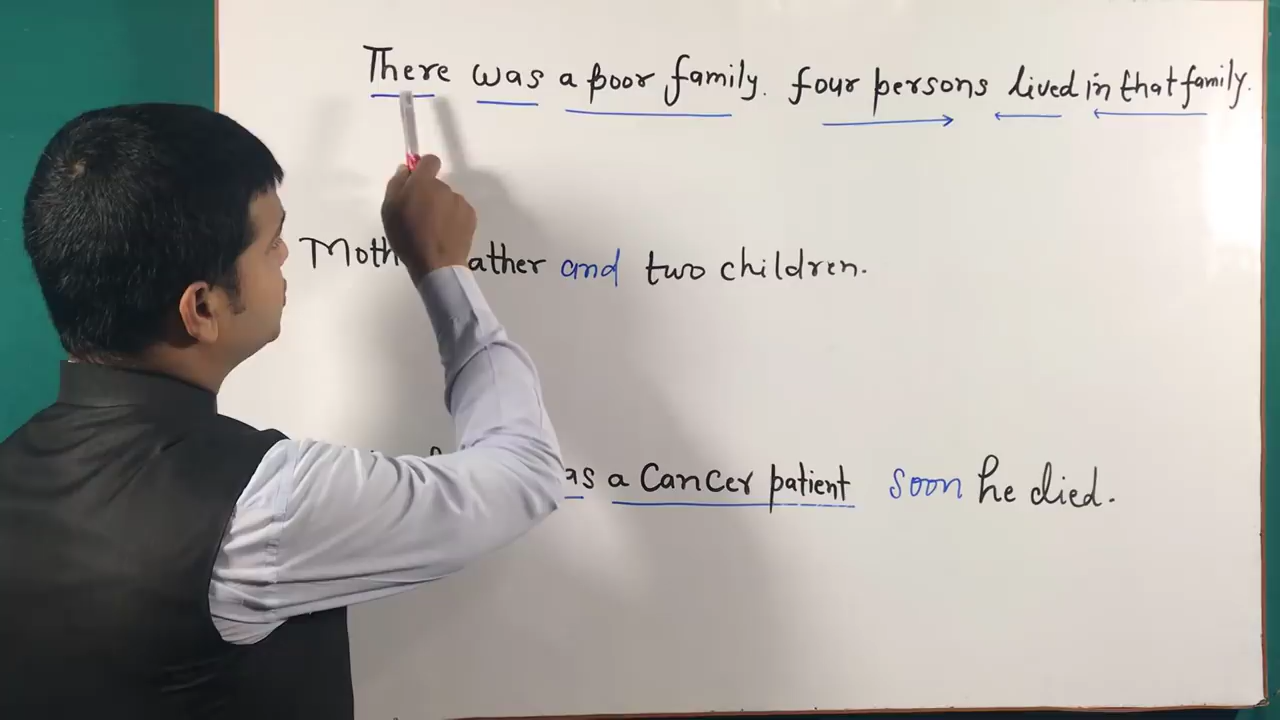 There was a poor family. four persons lived in that family.
Moth ather and two children.
as a Cancer patient soon he died.